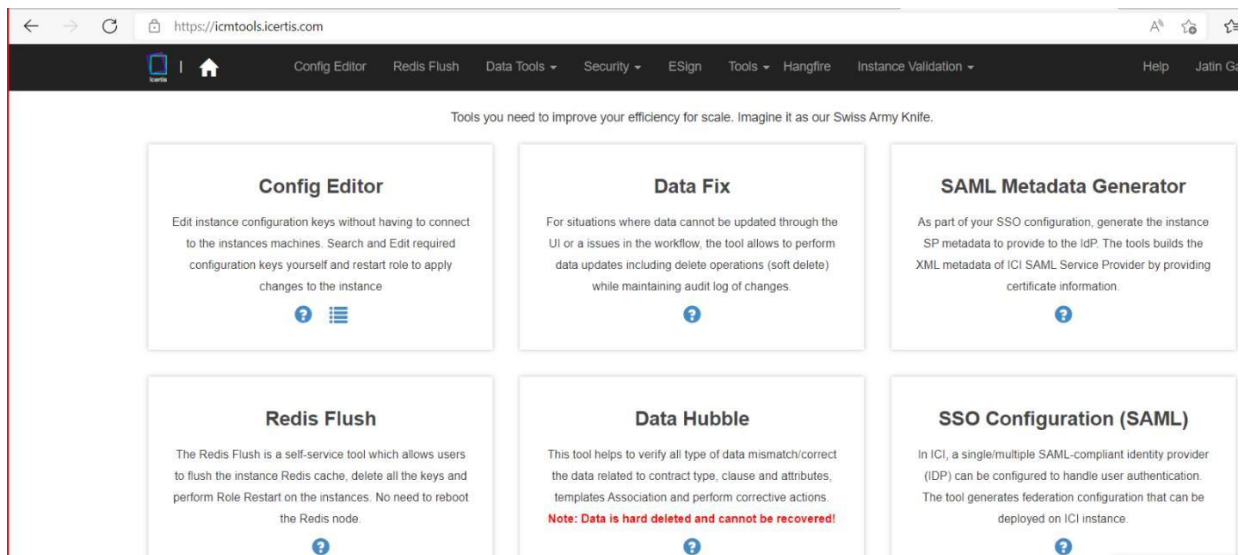 https://icmtools.icertis.com
icertis
Config Editor Redis Flush Data Tools Security ESign Tools Hangfire Instance Validation Help Jatin Ga
Tools you need to improve your efficiency for scale. Imagine it as our Swiss Army Knife.
Config Editor
Edit instance configuration keys without having to connect
to the instances machines. Search and Edit required
configuration keys yourself and restart role to apply
changes to the instance
Data Fix
For situations where data cannot be updated through the
UI or a issues in the workflow, the tool allows to perform
data updates including delete operations (soft delete)
while maintaining audit log of changes.
SAML Metadata Generator
As part of your SSO configuration, generate the instance
SP metadata to provide to the IdP. The tools builds the
XML metadata of ICI SAML Service Provider by providing
certificate information.
Redis Flush
The Redis Flush is a self-service tool which allows users
to flush the instance Redis cache, delete all the keys and
perform Role Restart on the instances. No need to reboot
the Redis node.
Data Hubble
This tool helps to verify all type of data mismatch/correct
the data related to contract type, clause and attributes,
templates Association and perform corrective actions.
Note: Data is hard deleted and cannot be recovered!
SSO Configuration (SAML)
In ICI, a single/multiple SAML-compliant identity provider
(IDP) can be configured to handle user authentication.
The tool generates federation configuration that can be
deployed on ICI instance.